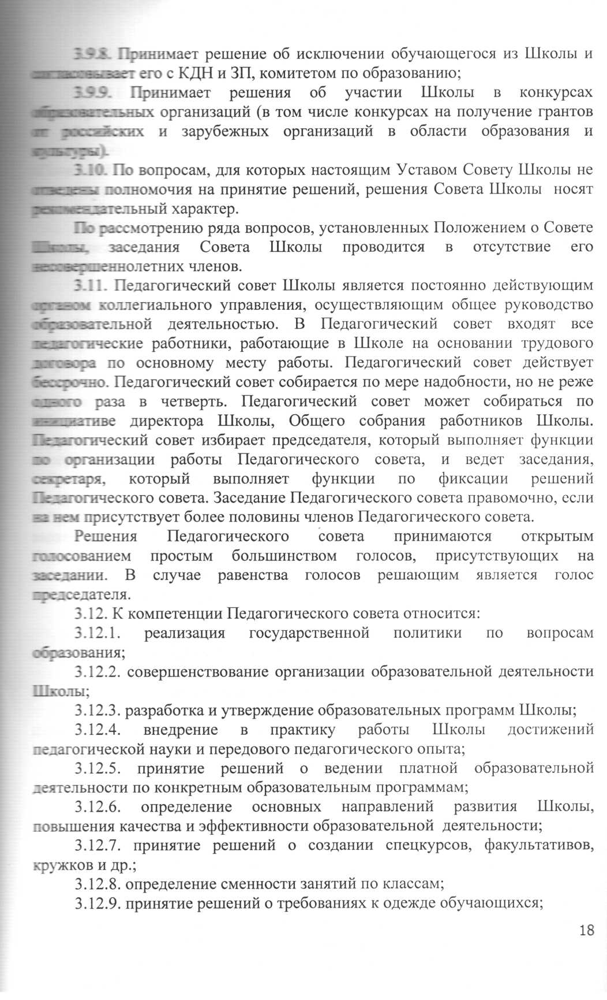 3.9.8. Принимает решение об исключении обучающегося из Школы и
согласовывает его с КДН и ЗП, комитетом по образованию;
3.9.9. Принимает решения об участии Школы в конкурсах
образовательных организаций (в том числе конкурсах на получение грантов
от российских и зарубежных организаций в области образования и
культуры).
3.10. По вопросам, для которых настоящим Уставом Совету Школы не
отведены полномочия на принятие решений, решения Совета Школы носят
рекомендательный характер.
По рассмотрению ряда вопросов, установленных Положением о Совете
Школы, заседания Совета Школы проводится в отсутствие его
несовершеннолетних членов.
3.11. Педагогический совет Школы является постоянно действующим
органом коллегиального управления, осуществляющим общее руководство
образовательной деятельностью. В Педагогический совет входят все
педагогические работники, работающие в Школе на основании трудового
договора по основному месту работы. Педагогический совет действует
бессрочно. Педагогический совет собирается по мере надобности, но не реже
одного раза в четверть. Педагогический совет может собираться по
инициативе директора Школы, Общего собрания работников Школы.
Педагогический совет избирает председателя, который выполняет функции
по организации работы Педагогического совета, и ведет заседания,
секретаря, который выполняет функции по фиксации решений
Педагогического совета. Заседание Педагогического совета правомочно, если
на нем присутствует более половины членов Педагогического совета.
Решения Педагогического совета принимаются открытым
голосованием простым большинством голосов, присутствующих на
заседании. В случае равенства голосов решающим является голос
председателя.
3.12. К компетенции Педагогического совета относится:
3.12.1. реализация государственной политики по вопросам
образования;
3.12.2. совершенствование организации образовательной деятельности
Школы;
3.12.3. разработка и утверждение образовательных программ Школы;
3.12.4. внедрение в практику работы Школы достижений
педагогической науки и передового педагогического опыта;
3.12.5. принятие решений о ведении платной образовательной
деятельности по конкретным образовательным программам;
3.12.6. определение основных направлений развития Школы,
повышения качества и эффективности образовательной деятельности;
3.12.7. принятие решений о создании спецкурсов, факультативов,
кружков и др.;
3.12.8. определение сменности занятий по классам;
3.12.9. принятие решений о требованиях к одежде обучающихся;
18